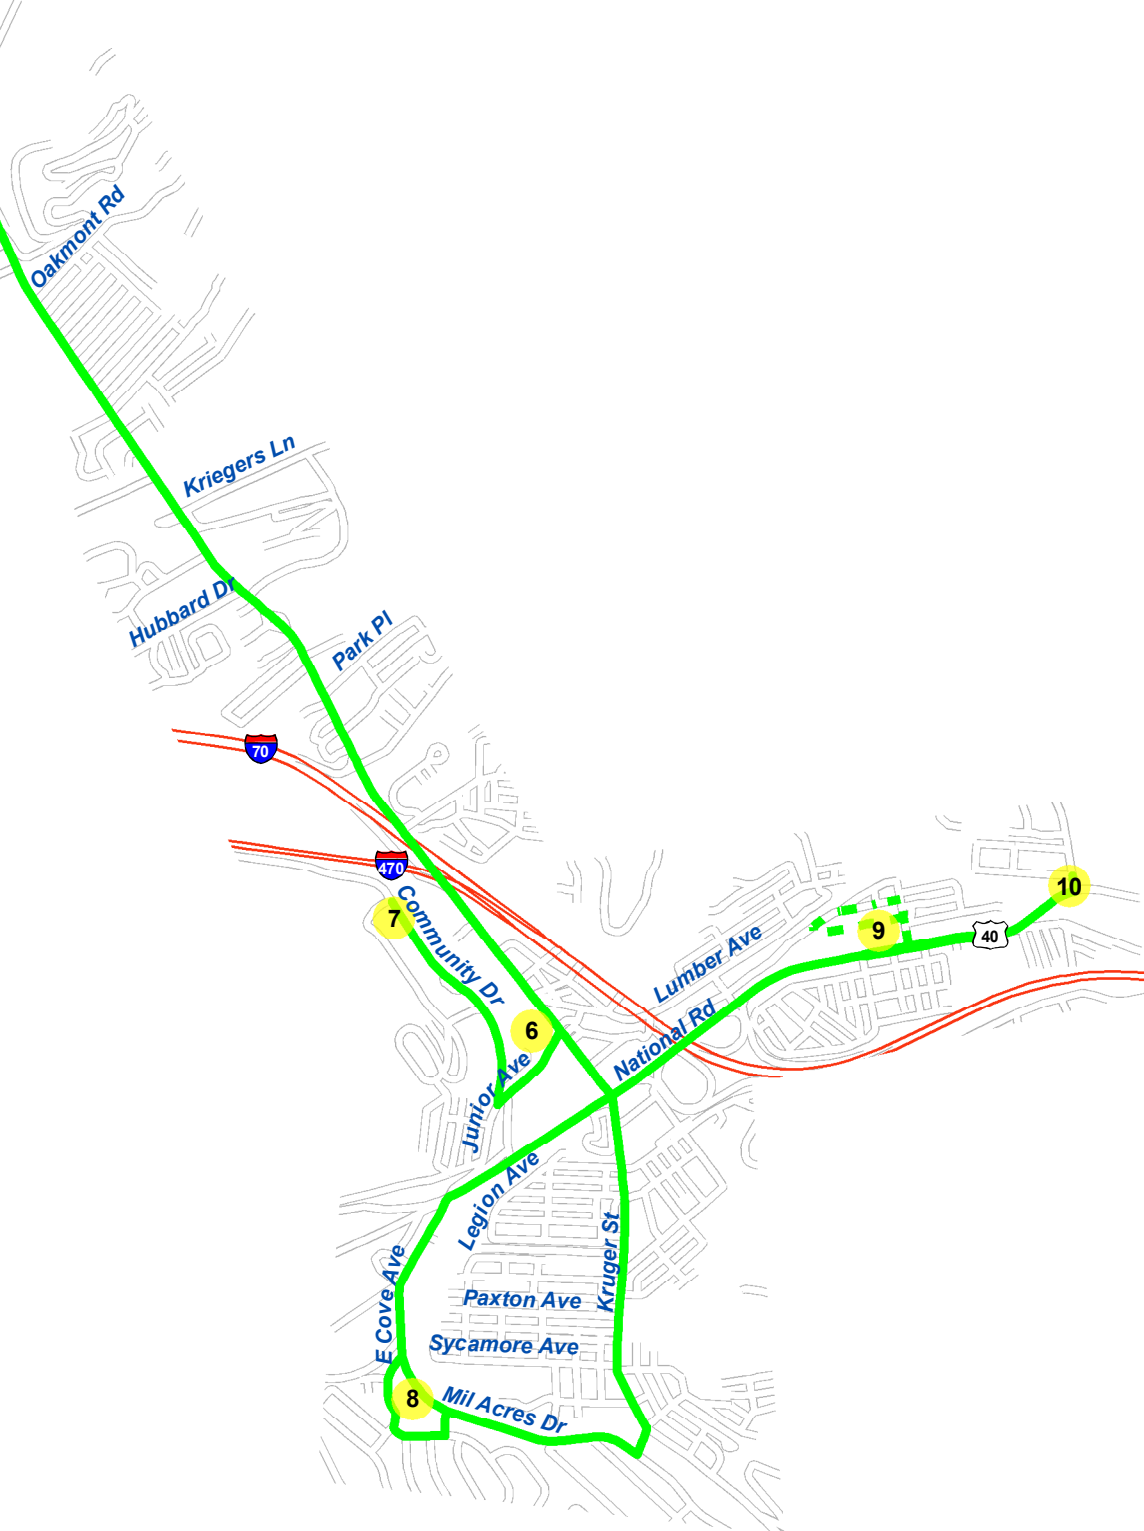 Oakmont Rd
Kriegers Ln
Hubbard Dr
Park Pl
70
470
Community Dr
7
10
9
40
Lumber Ave
6
National Rd
Junior Ave
Legion Ave
Kruger St
E Cove Ave
Paxton Ave
Sycamore Ave
8
Mil Acres Dr